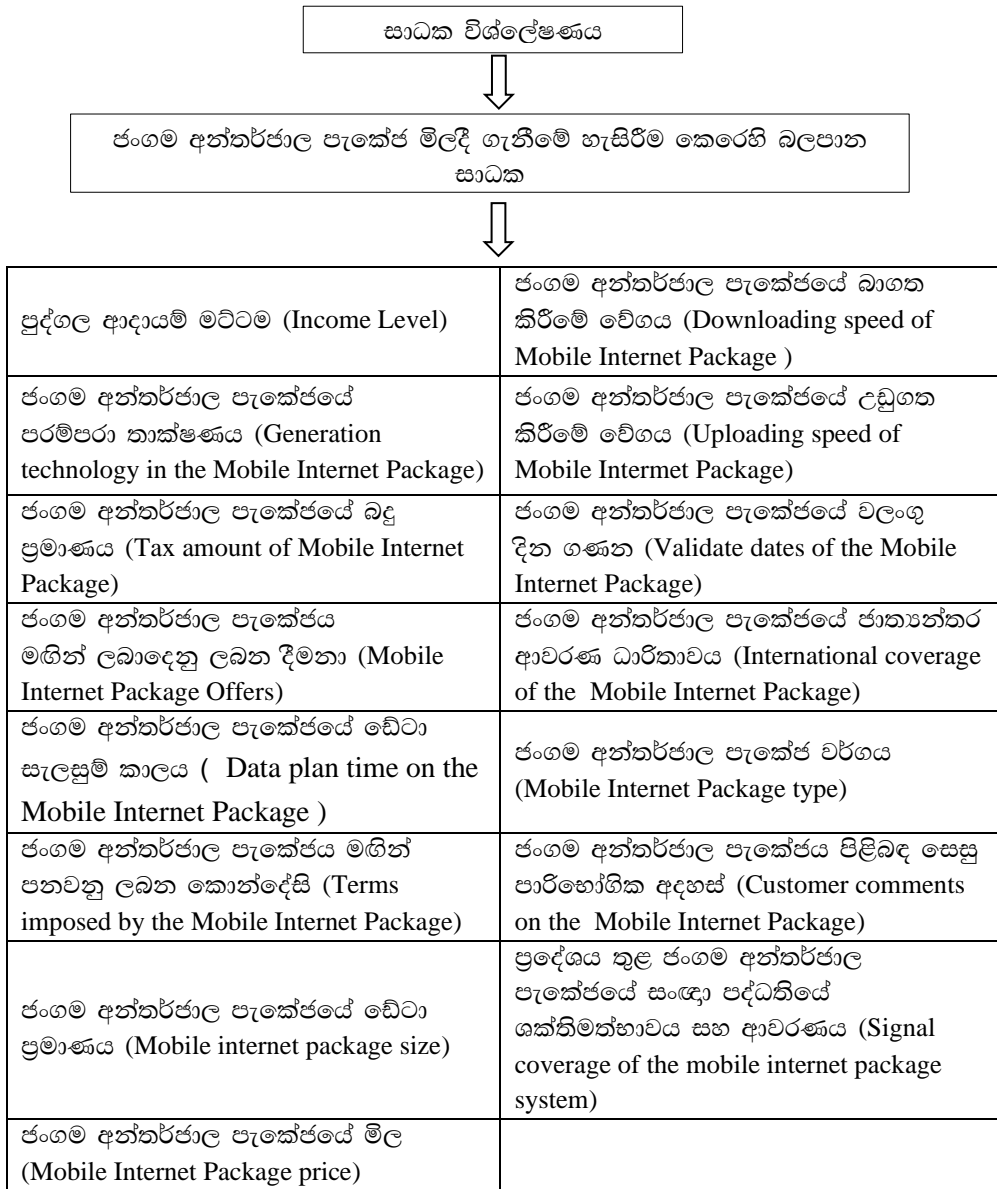 සාධක විශ්ලේෂණය
ජංගම අන්තර්ජාල පැකේජ මිලදී ගැනීමේ හැසිරීම කෙරෙහි බලපාන
සාධක
පුද්ගල ආදායම් මට්ටම (Income Level)
ජංගම අන්තර්ජාල පැකේජයේ බාගත
කිරීමේ වේගය (Downloading speed of
Mobile Internet Package )
ජංගම අන්තර්ජාල පැකේජයේ
පරම්පරා තාක්ෂණය (Generation
technology in the Mobile Internet Package)
ජංගම අන්තර්ජාල පැකේජයේ උඩුගත
කිරීමේ වේගය (Uploading speed of
Mobile Intermet Package)
ජංගම අන්තර්ජාල පැකේජයේ බදු
ප්‍රමාණය (Tax amount of Mobile Internet
Package)
ජංගම අන්තර්ජාල පැකේජයේ වලංගු
දින ගණන (Validate dates of the Mobile
Internet Package)
ජංගම අන්තර්ජාල පැකේජය
මඟින් ලබාදෙනු ලබන දීමනා (Mobile
Internet Package Offers)
ජංගම අන්තර්ජාල පැකේජයේ ජාත්‍යන්තර
ආවරණ ධාරිතාවය (International coverage
of the Mobile Internet Package)
ජංගම අන්තර්ජාල පැකේජයේ ඩේටා
සැලසුම් කාලය ( Data plan time on the
Mobile Internet Package )
ජංගම අන්තර්ජාල පැකේජ වර්ගය
(Mobile Internet Package type)
ජංගම අන්තර්ජාල පැකේජය මඟින්
පනවනු ලබන කොන්දේසි (Terms
imposed by the Mobile Internet Package)
ජංගම අන්තර්ජාල පැකේජය පිළිබඳ සෙසු
පාරිභෝගික අදහස් (Customer comments
on the Mobile Internet Package)
ජංගම අන්තර්ජාල පැකේජයේ ඩේටා
ප්‍රමාණය (Mobile internet package size)
ප්‍රදේශය තුළ ජංගම අන්තර්ජාල
පැකේජයේ සංඥා පද්ධතියේ
ශක්තිමත්භාවය සහ ආවරණය (Signal
coverage of the mobile internet package
system)
ජංගම අන්තර්ජාල පැකේජයේ මිල
(Mobile Internet Package price)